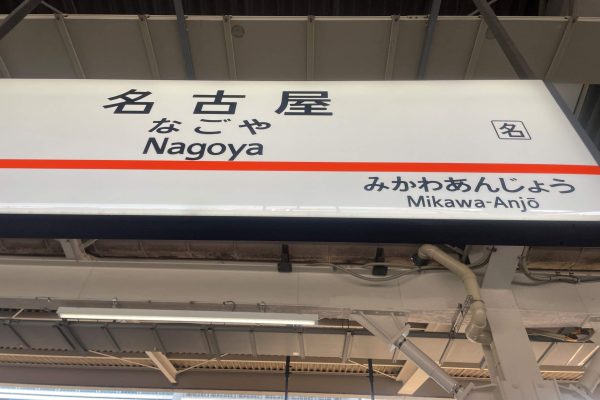 名古屋
なごや
Nagoya
名
みかわあんじょう
Mikawa-Anjō